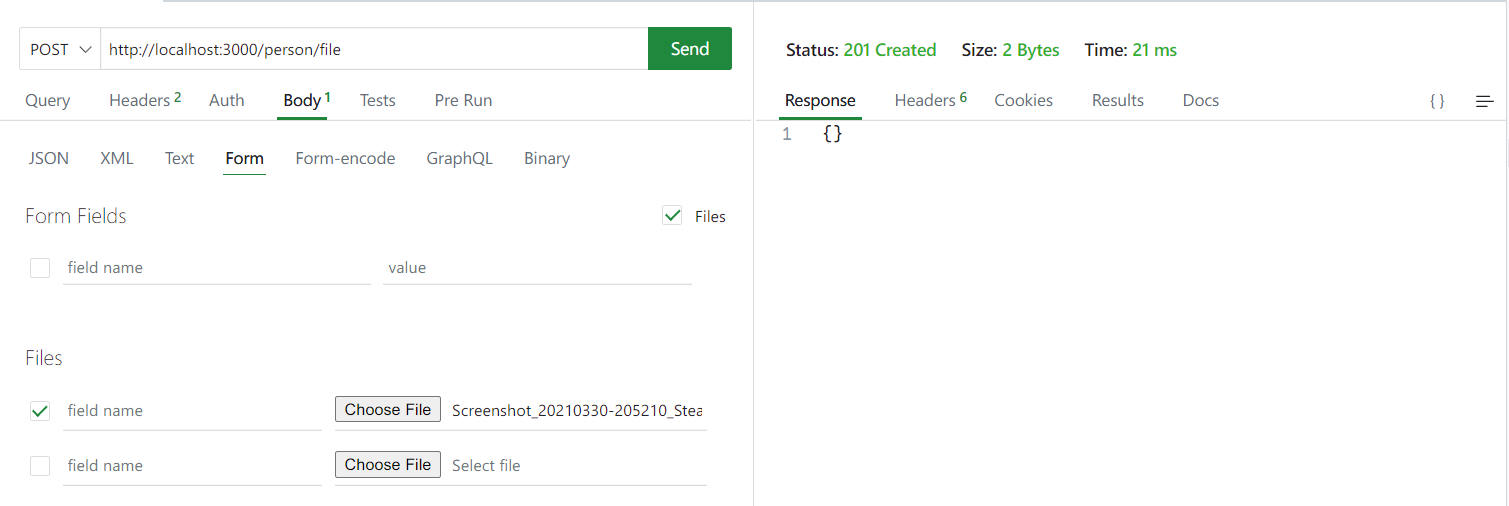 POST http://localhost:3000/person/file Send
Query Headers 2 Auth Body 1 Tests Pre Run
JSON XML Text Form Form-encode GraphQL Binary
Form Fields Files
field name value
Files
field name Choose File Screenshot_20210330-205210_Stea
field name Choose File Select file
Status: 201 Created Size: 2 Bytes Time: 21 ms
Response Headers 6 Cookies Results Docs { }
1 {}